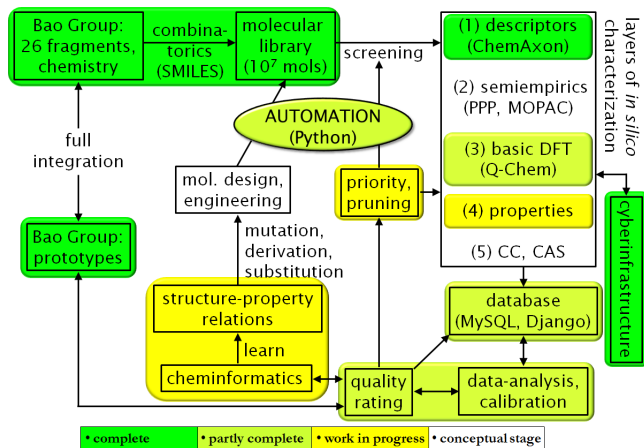 Bao Group:
26 fragments,
chemistry
combina-
torics
(SMILES)
molecular
library
(10⁷ mols)
screening
(1) descriptors
(ChemAxon)
(2) semiempirics
(PPP, MOPAC)
(3) basic DFT
(Q-Chem)
(4) properties
(5) CC, CAS
layers of in silico
characterization
cyberinfrastructure
AUTOMATION
(Python)
full
integration
mol. design,
engineering
priority,
pruning
Bao Group:
prototypes
mutation,
derivation,
substitution
structure-property
relations
learn
cheminformatics
database
(MySQL, Django)
quality
rating
data-analysis,
calibration
• complete
• partly complete
• work in progress
• conceptual stage